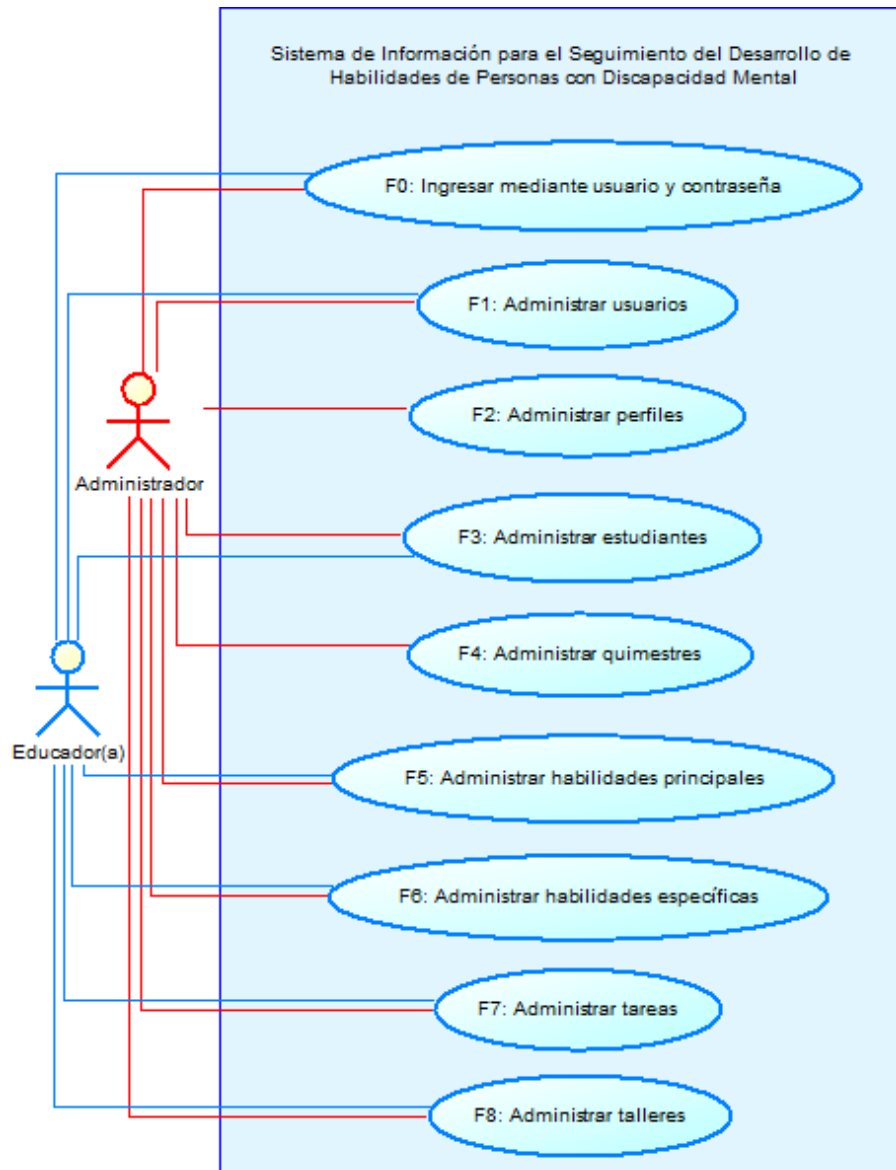 Sistema de Información para el Seguimiento del Desarrollo de
Habilidades de Personas con Discapacidad Mental
F0: Ingresar mediante usuario y contraseña
F1: Administrar usuarios
F2: Administrar perfiles
Administrador
F3: Administrar estudiantes
F4: Administrar quimestres
Educador(a)
F5: Administrar habilidades principales
F6: Administrar habilidades específicas
F7: Administrar tareas
F8: Administrar talleres